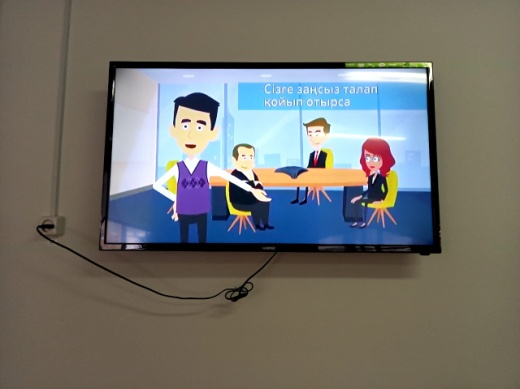 Сізге заңсыз талап
қойып отырса